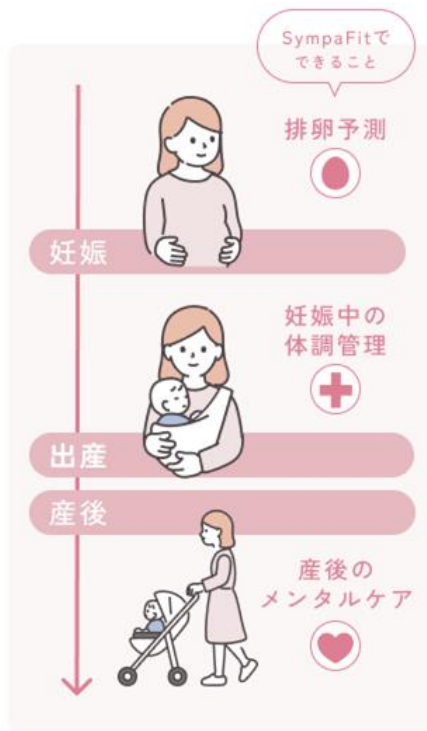 SympaFitで
できること
排卵予測
妊娠
妊娠中の
体調管理
出産
産後
産後の
メンタルケア